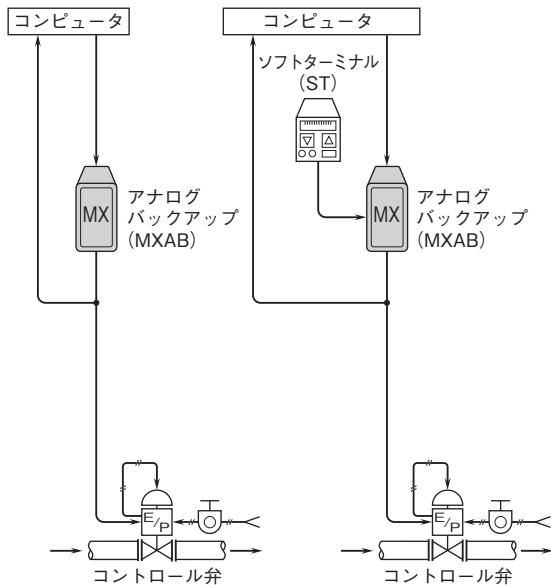 コンピュータ
MX
アナログ
バックアップ
(MXAB)
E/P
コントロール弁
コンピュータ
ソフトターミナル
(ST)
MX
アナログ
バックアップ
(MXAB)
E/P
コントロール弁